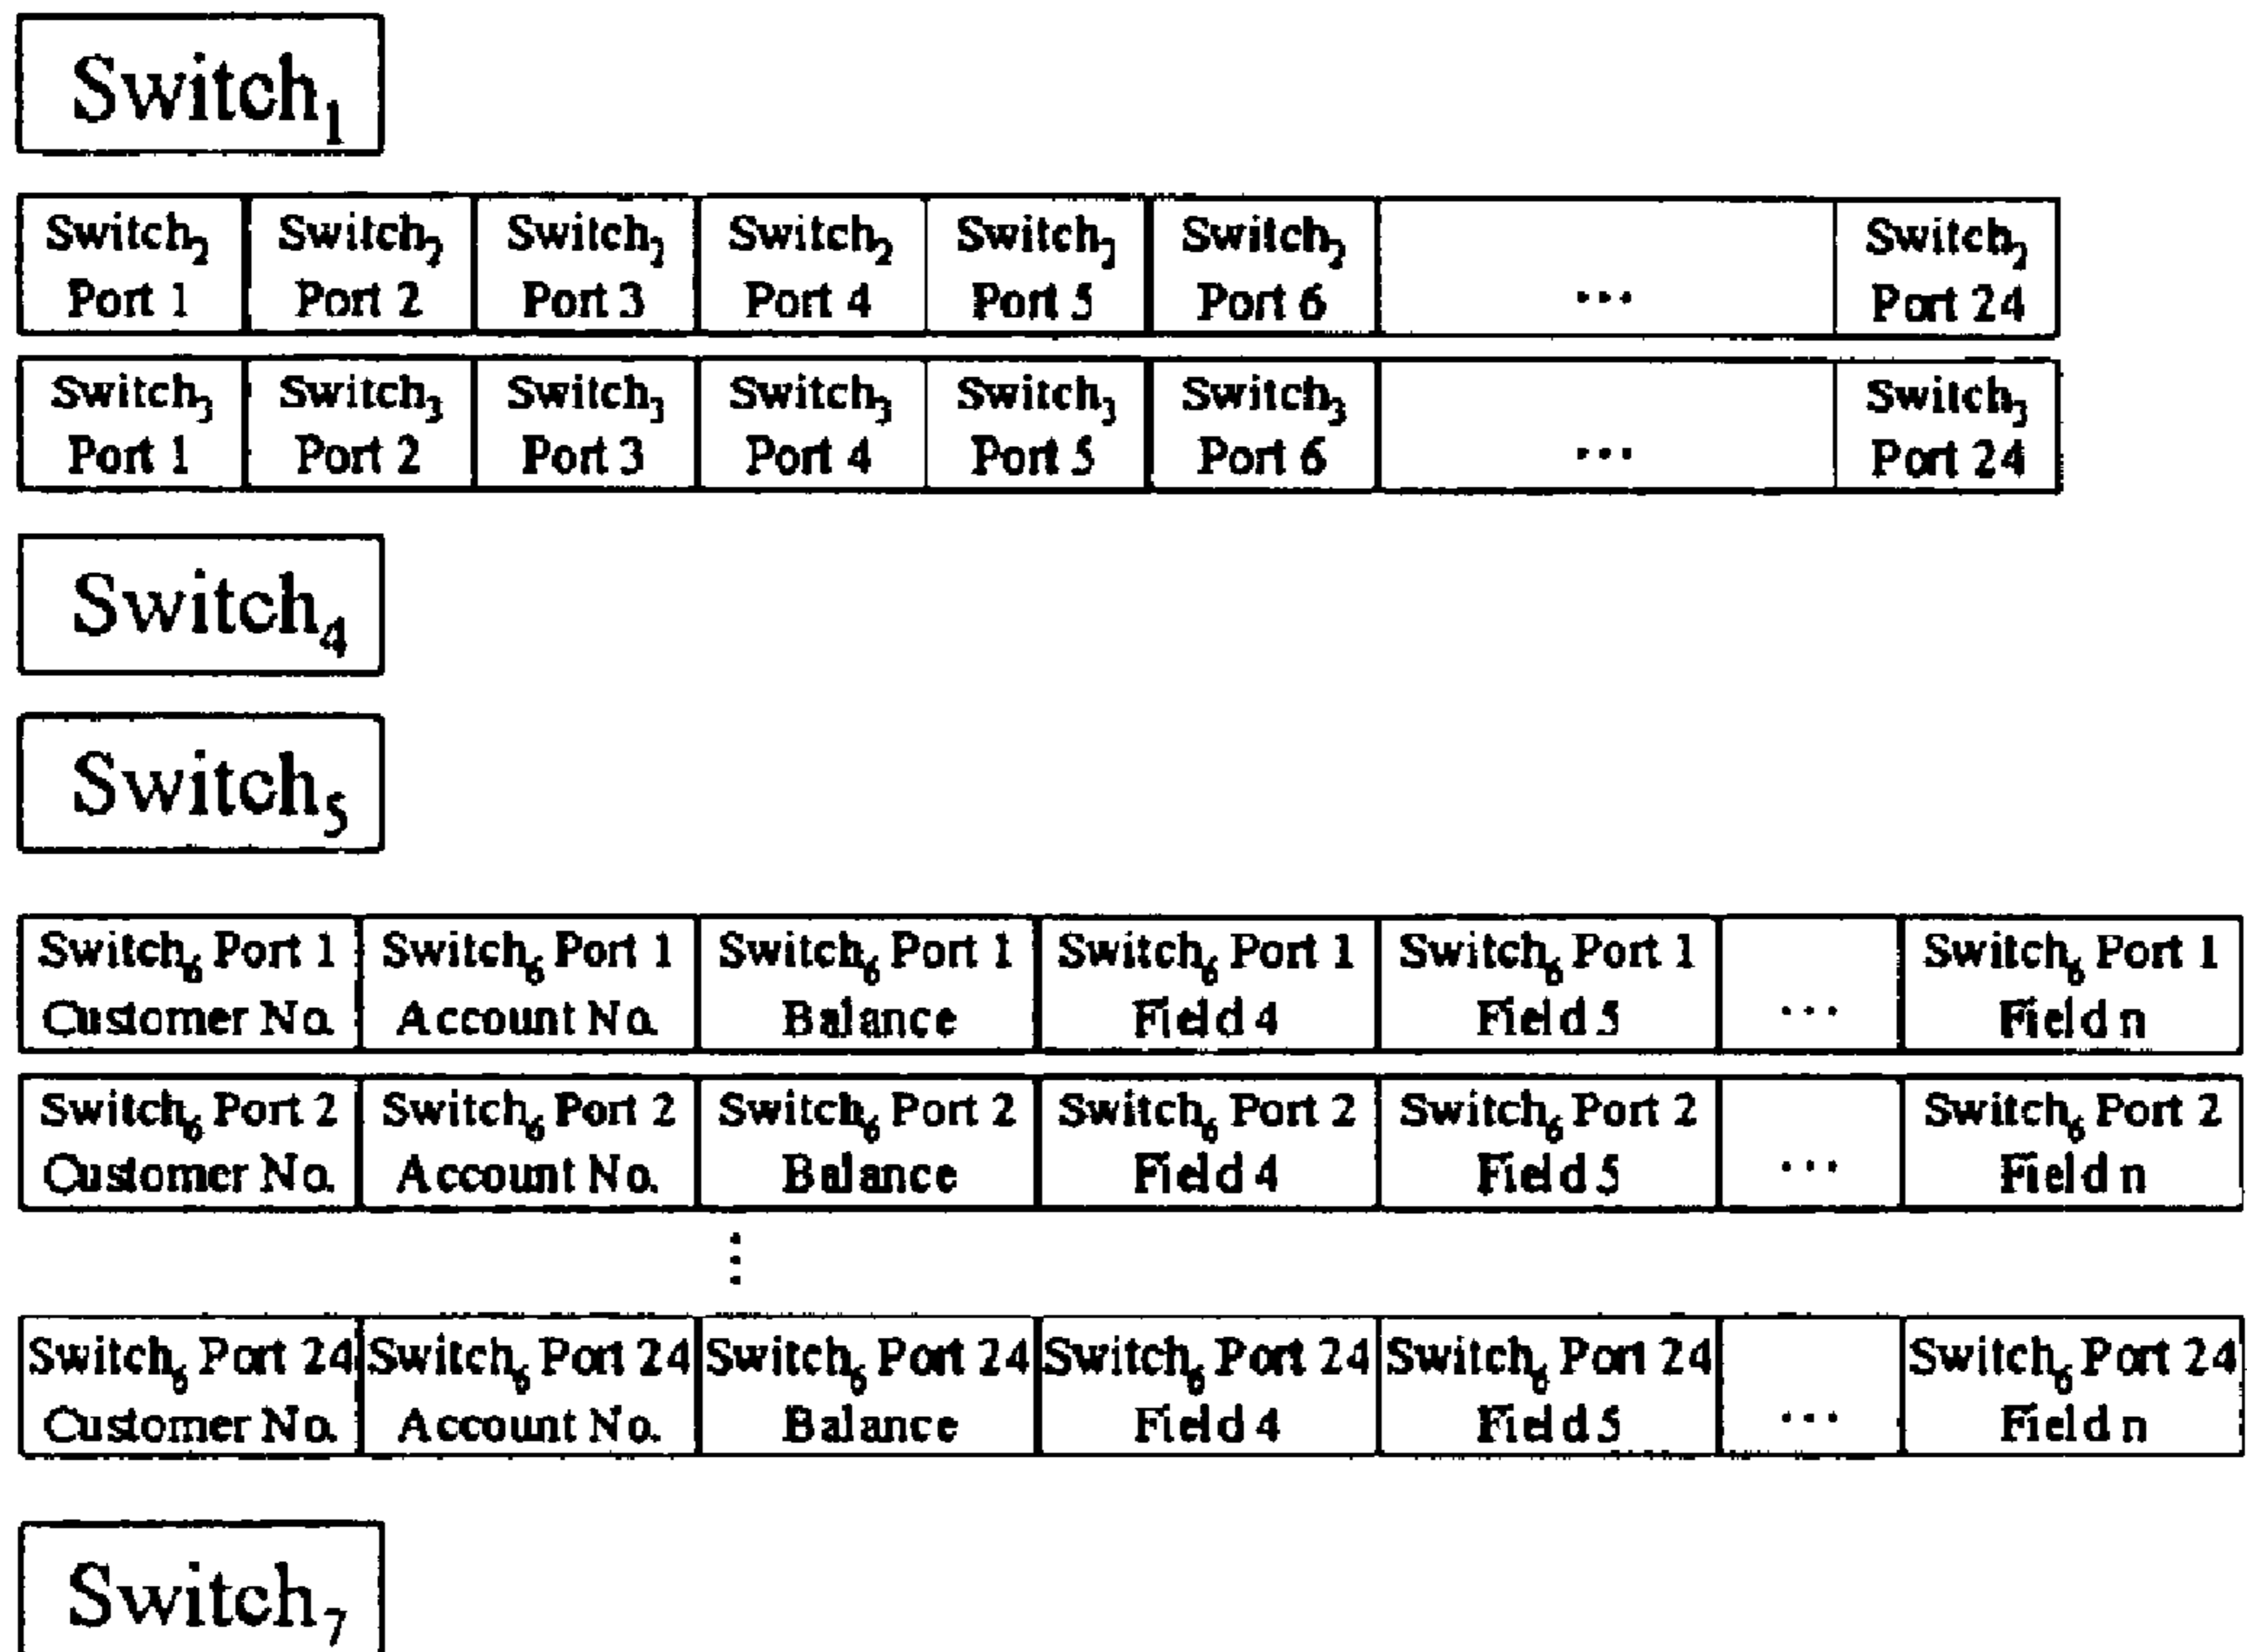 Switch₁
Switch₂ Switch₂ Switch₂ Switch₂ Switch₂ Switch₂ Switch₂
Port 1 Port 2 Port 3 Port 4 Port 5 Port 6 ... Port 24
Switch₃ Switch₃ Switch₃ Switch₃ Switch₃ Switch₃ Switch₃
Port 1 Port 2 Port 3 Port 4 Port 5 Port 6 ... Port 24
Switch₄
Switch₅
Switch₆ Port 1 Switch₆ Port 1 Switch₆ Port 1 Switch₆ Port 1 Switch₆ Port 1 Switch₆ Port 1
Customer No. Account No. Balance Field 4 Field 5 ... Field n
Switch₆ Port 2 Switch₆ Port 2 Switch₆ Port 2 Switch₆ Port 2 Switch₆ Port 2 Switch₆ Port 2
Customer No. Account No. Balance Field 4 Field 5 ... Field n
⋮
Switch₆ Port 24 Switch₆ Port 24 Switch₆ Port 24 Switch₆ Port 24 Switch₆ Port 24 Switch₆ Port 24
Customer No. Account No. Balance Field 4 Field 5 ... Field n
Switch₇